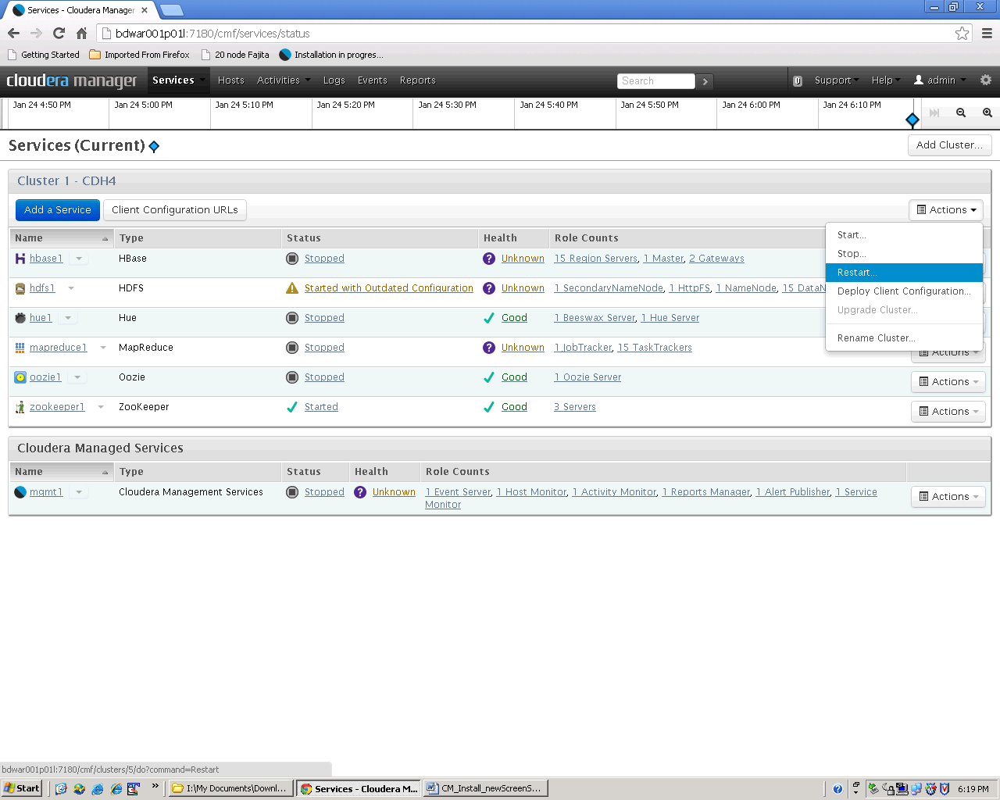 Services - Cloudera Manager
bdwar001p01l:7180/cmf/services/status
Getting Started Imported From Firefox 20 node Fajita Installation in progres...
cloudera manager Services Hosts Activities Logs Events Reports Search 0 Support Help admin
Jan 24 4:50 PM Jan 24 5:00 PM Jan 24 5:10 PM Jan 24 5:20 PM Jan 24 5:30 PM Jan 24 5:40 PM Jan 24 5:50 PM Jan 24 6:00 PM Jan 24 6:10 PM
Services (Current) Add Cluster...
Cluster 1 - CDH4
Add a Service Client Configuration URLs Actions
Name Type Status Health Role Counts
Start...
Stop...
Restart...
Deploy Client Configuration...
Upgrade Cluster...
Rename Cluster...
hbase1 HBase Stopped ? Unknown 15 Region Servers, 1 Master, 2 Gateways
hdfs1 HDFS Started with Outdated Configuration ? Unknown 1 SecondaryNameNode, 1 HttpFS, 1 NameNode, 15 DataN
hue1 Hue Stopped Good 1 Beeswax Server, 1 Hue Server
mapreduce1 MapReduce Stopped ? Unknown 1 JobTracker, 15 TaskTrackers Actions
oozie1 Oozie Stopped Good 1 Oozie Server Actions
zookeeper1 ZooKeeper Started Good 3 Servers Actions
Cloudera Managed Services
Name Type Status Health Role Counts
mgmt1 Cloudera Management Services Stopped ? Unknown 1 Event Server, 1 Host Monitor, 1 Activity Monitor, 1 Reports Manager, 1 Alert Publisher, 1 Service Actions
Monitor
bdwar001p01l:7180/cmf/clusters/5/do?command=Restart
Start I:\My Documents\Downl... Services - Cloudera M... CM_Install_newScreenS... 6:19 PM